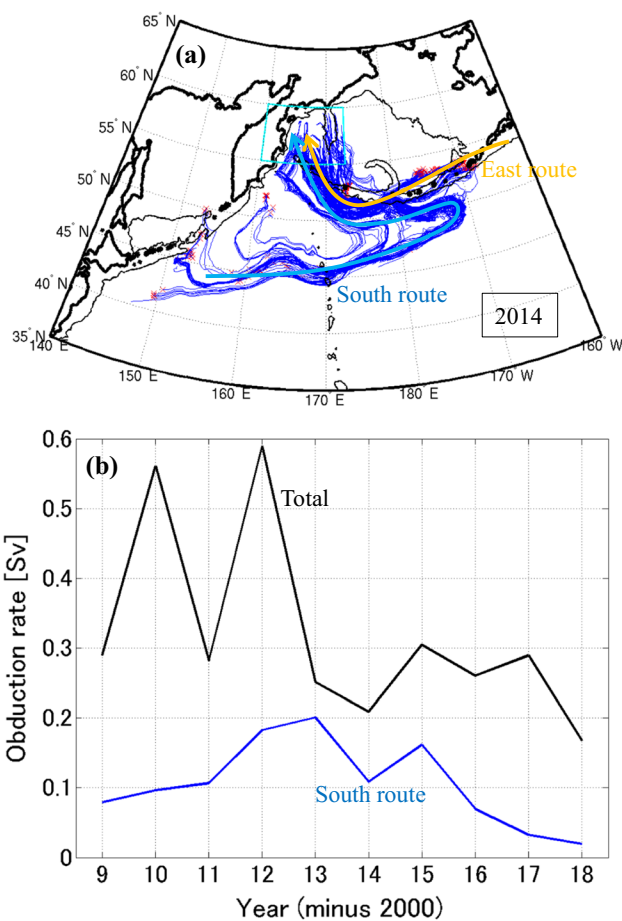 65° N
(a)
60° N
55° N
50° N
45° N
40° N
35° N
East route
South route
2014
140° E
150° E
160° E
170° E
180° E
170° W
160° W
(b)
0.6
0.5
0.4
0.3
0.2
0.1
0
Obduction rate [Sv]
Total
South route
9 10 11 12 13 14 15 16 17 18
Year (minus 2000)